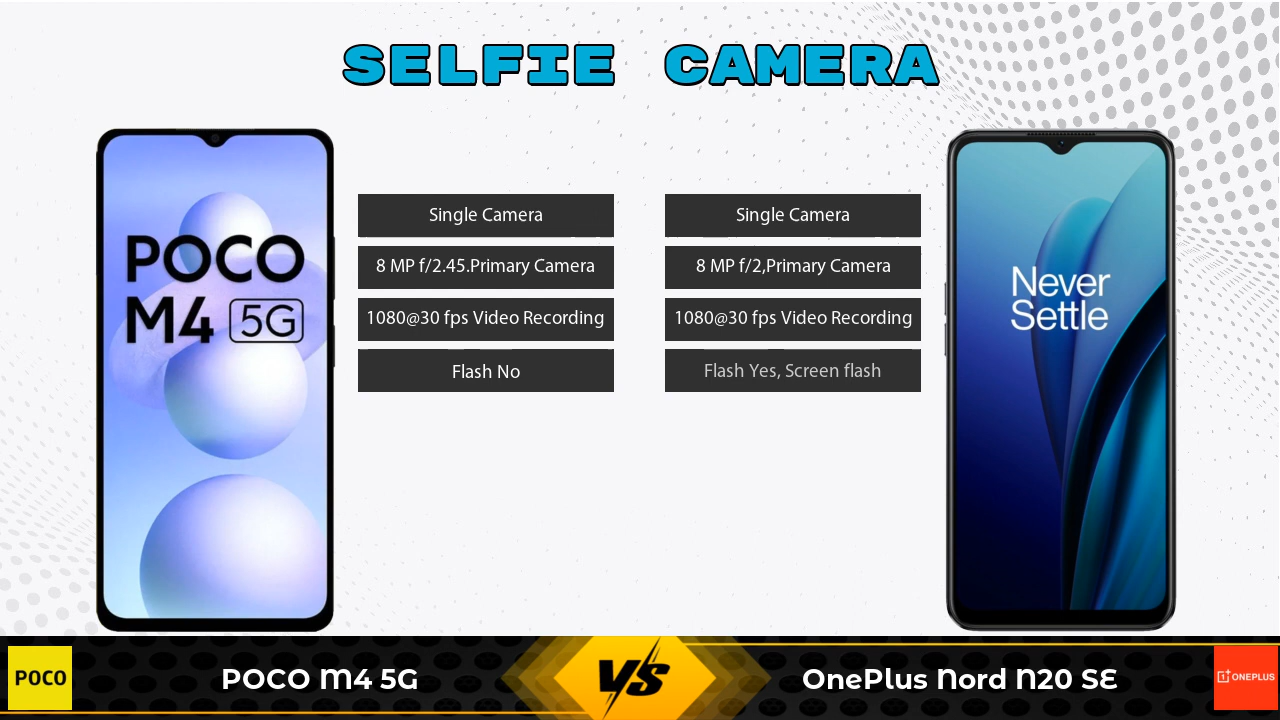 SELFIE CAMERA
POCO
M4 5G
Single Camera
8 MP f/2.45.Primary Camera
1080@30 fps Video Recording
Flash No
Single Camera
8 MP f/2,Primary Camera
1080@30 fps Video Recording
Flash Yes, Screen flash
Never
Settle
POCO
POCO M4 5G
VS
OnePlus Nord N20 SE
1+ ONEPLUS